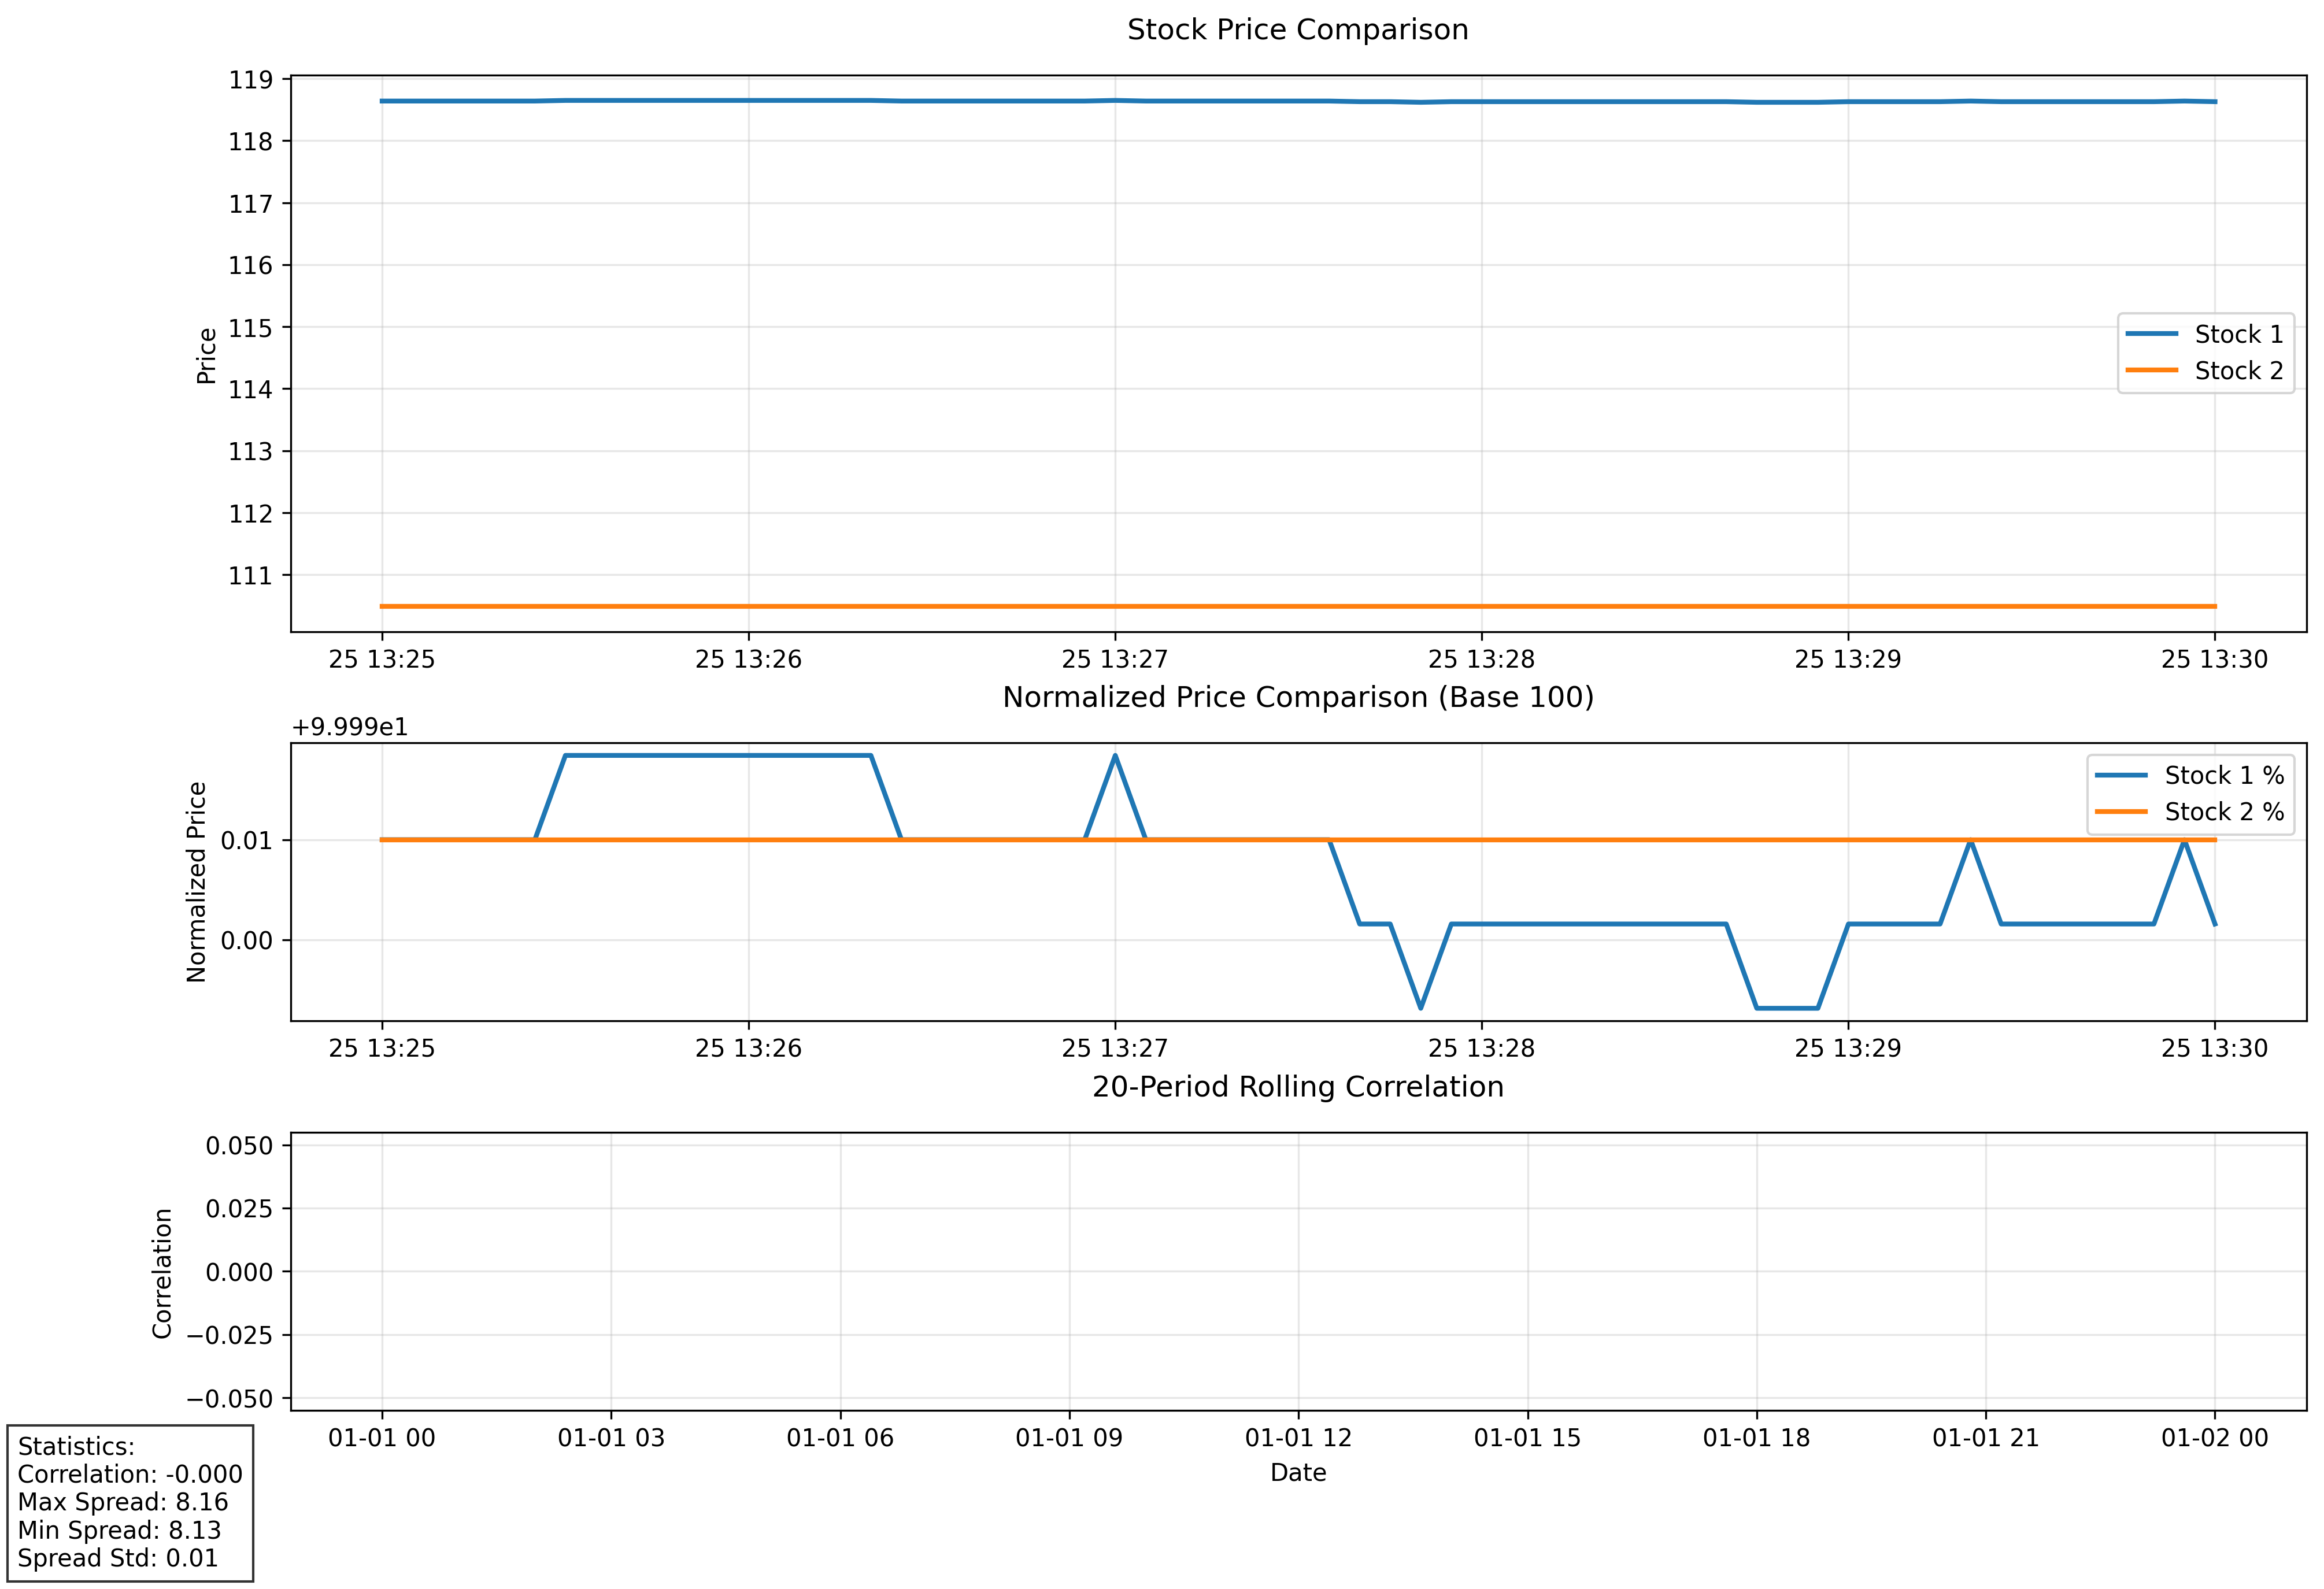 Stock Price Comparison
119
118
117
116
115
114
113
112
111
Price
Stock 1
Stock 2
25 13:25 25 13:26 25 13:27 25 13:28 25 13:29 25 13:30
Normalized Price Comparison (Base 100)
+9.999e1
0.01
0.00
Normalized Price
Stock 1 %
Stock 2 %
25 13:25 25 13:26 25 13:27 25 13:28 25 13:29 25 13:30
20-Period Rolling Correlation
0.050
0.025
0.000
−0.025
−0.050
Correlation
01-01 00 01-01 03 01-01 06 01-01 09 01-01 12 01-01 15 01-01 18 01-01 21 01-02 00
Date
Statistics:
Correlation: -0.000
Max Spread: 8.16
Min Spread: 8.13
Spread Std: 0.01